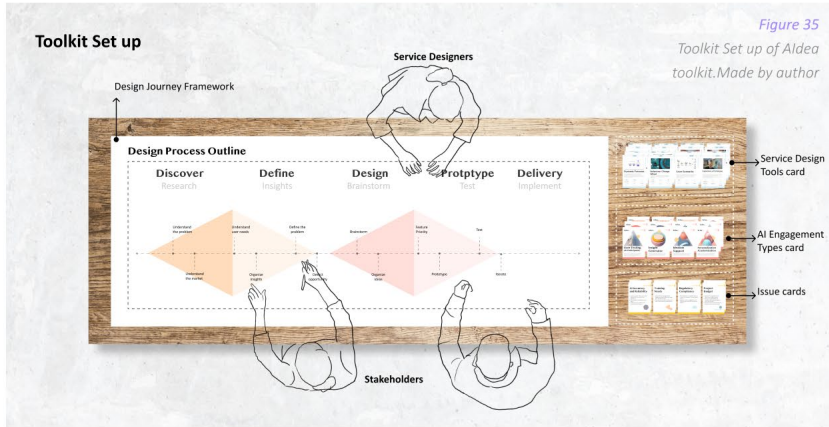 Toolkit Set up
Figure 35
Toolkit Set up of AIdea
toolkit.Made by author
Service Designers
Design Journey Framework
Design Process Outline
Discover
Research
Define
Insights
Design
Brainstorm
Protptype
Test
Delivery
Implement
Understand
the problem
Understand
user needs
Define the
problem
Brainstorm
Feature
Priority
Test
Understand
the market
Organize
insights
opportunity
Organize
ideas
Prototype
Iterate
Service Design
Tools card
AI Engagement
Types card
Issue cards
Stakeholders